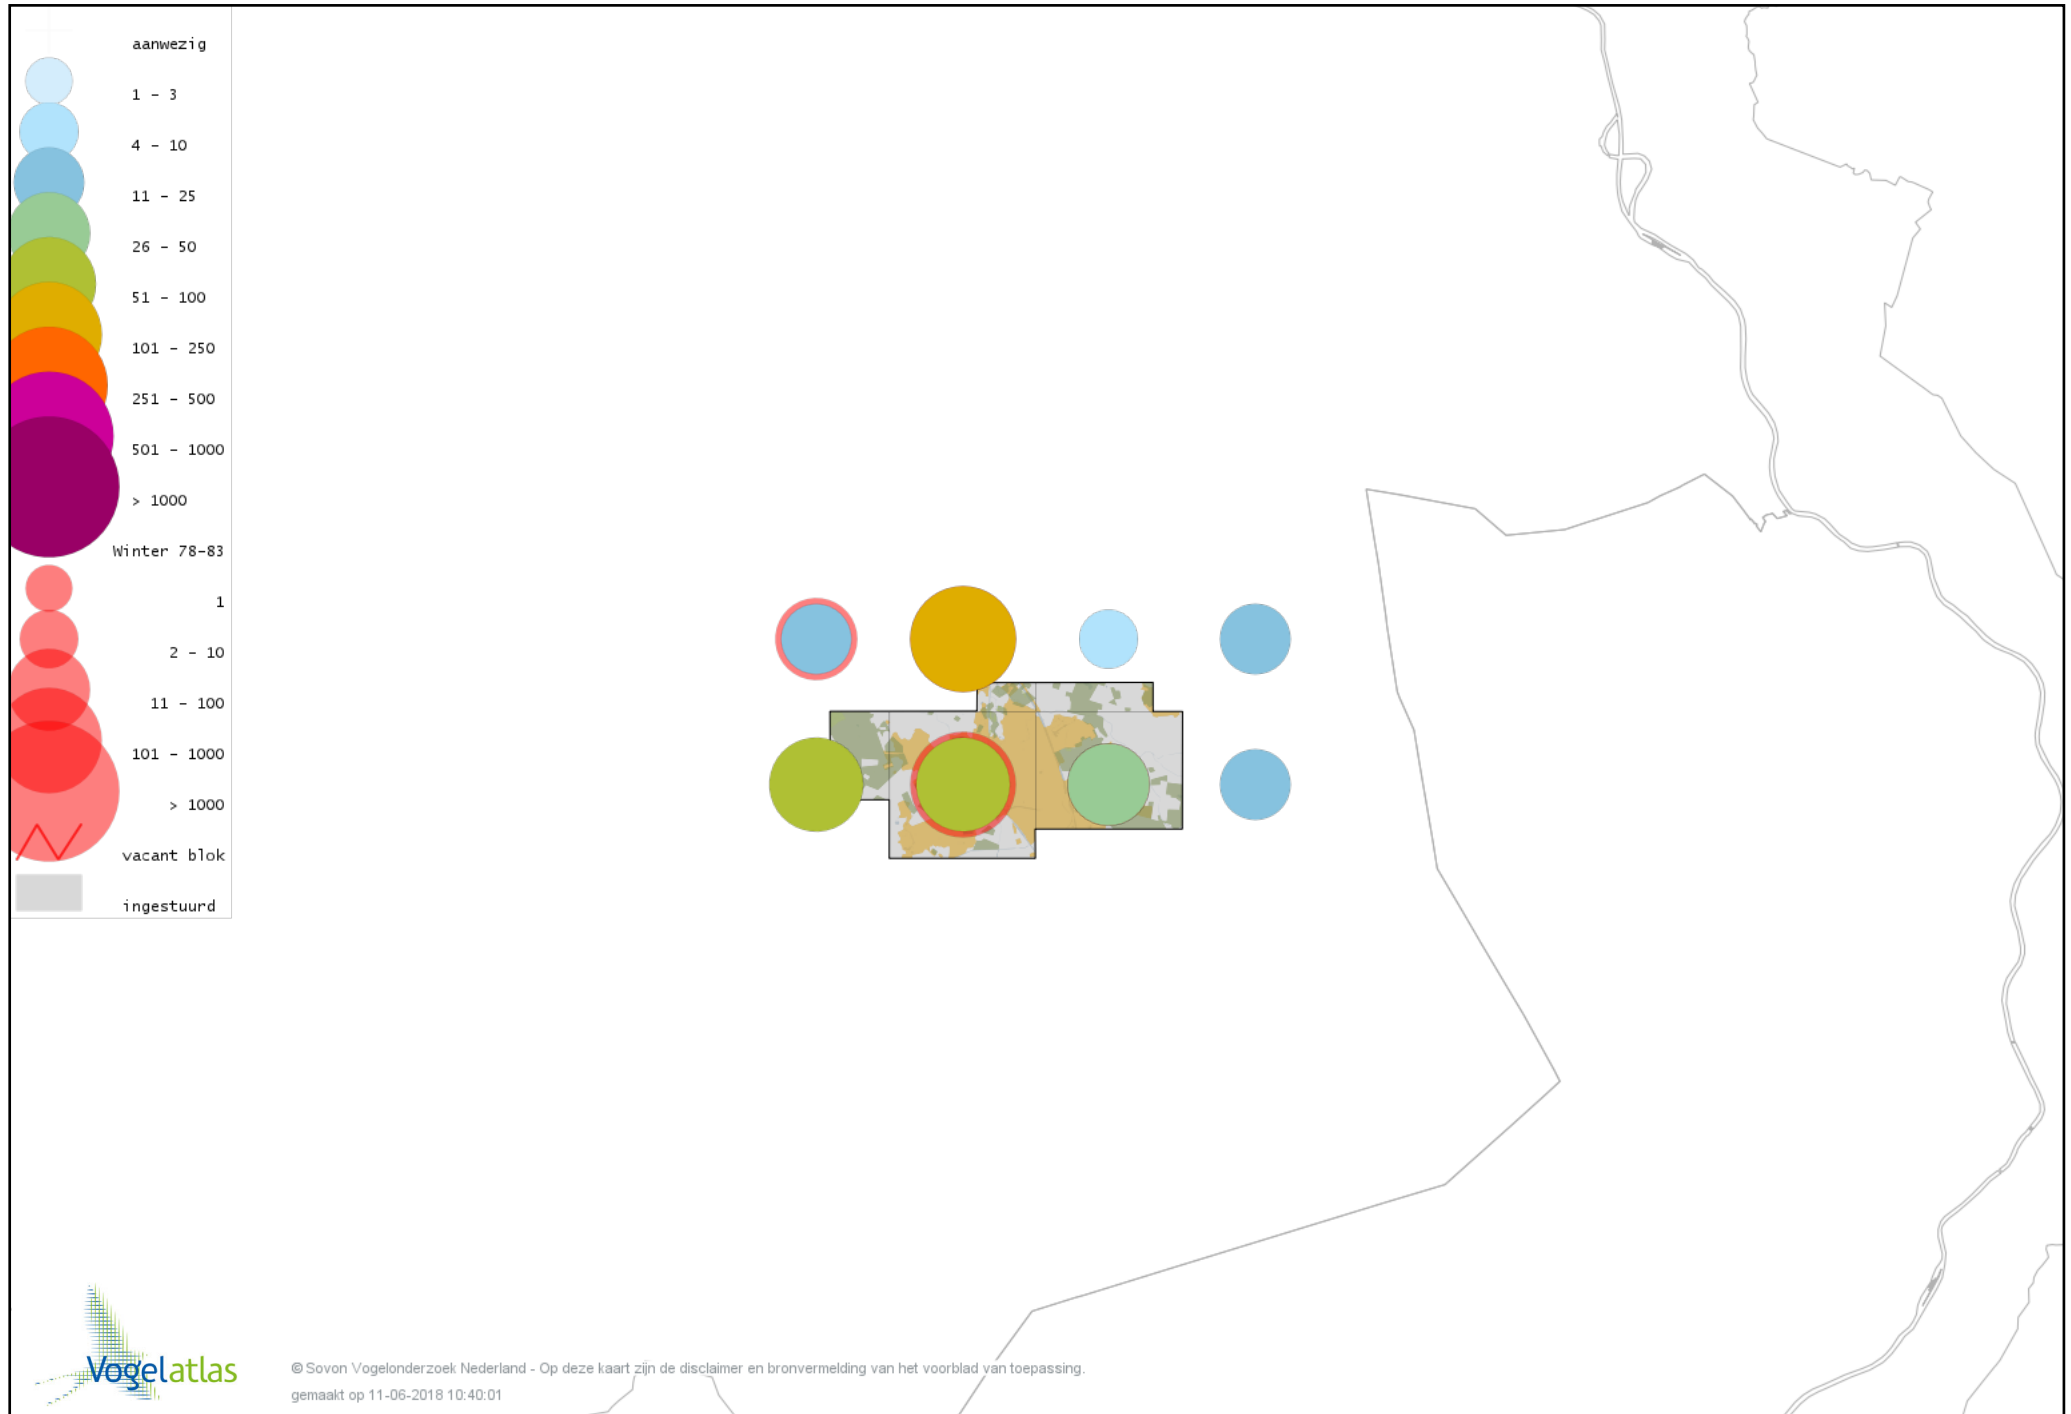 aanwezig
1 - 3
4 - 10
11 - 25
26 - 50
51 - 100
101 - 250
251 - 500
501 - 1000
> 1000
Winter 78-83
1
2 - 10
11 - 100
101 - 1000
> 1000
vacant blok
ingestuurd
Vogelatlas
© Sovon Vogelonderzoek Nederland - Op deze kaart zijn de disclaimer en bronvermelding van het voorblad van toepassing.
gemaakt op 11-06-2018 10:40:01